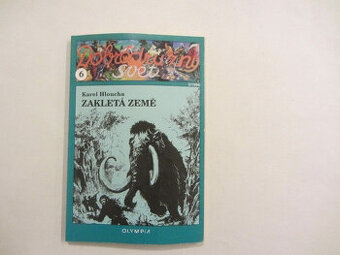 Dobrodružný
svět
6
Karel Hloucha
ZAKLETÁ ZEMĚ
OLYMPIA